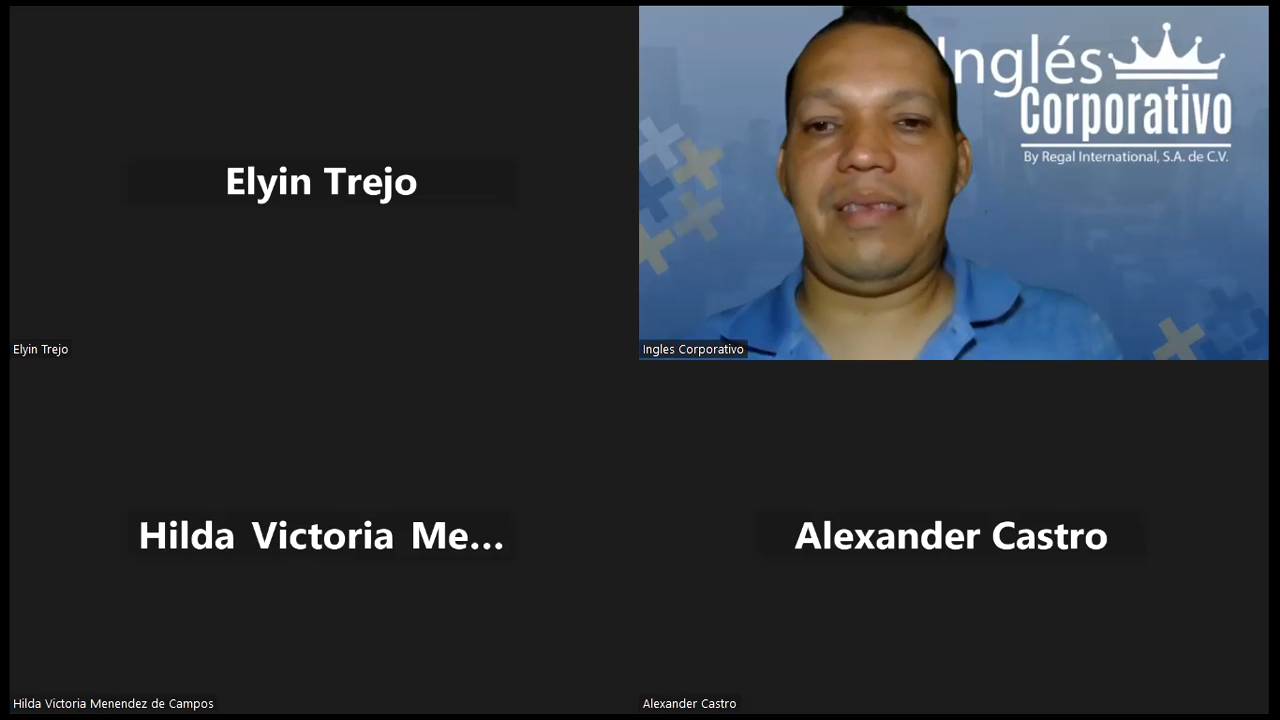 Elyin Trejo
Elyin Trejo
Inglés
Corporativo
By Regal International, S.A. de C.V.
Ingles Corporativo
Hilda Victoria Me...
Hilda Victoria Menendez de Campos
Alexander Castro
Alexander Castro